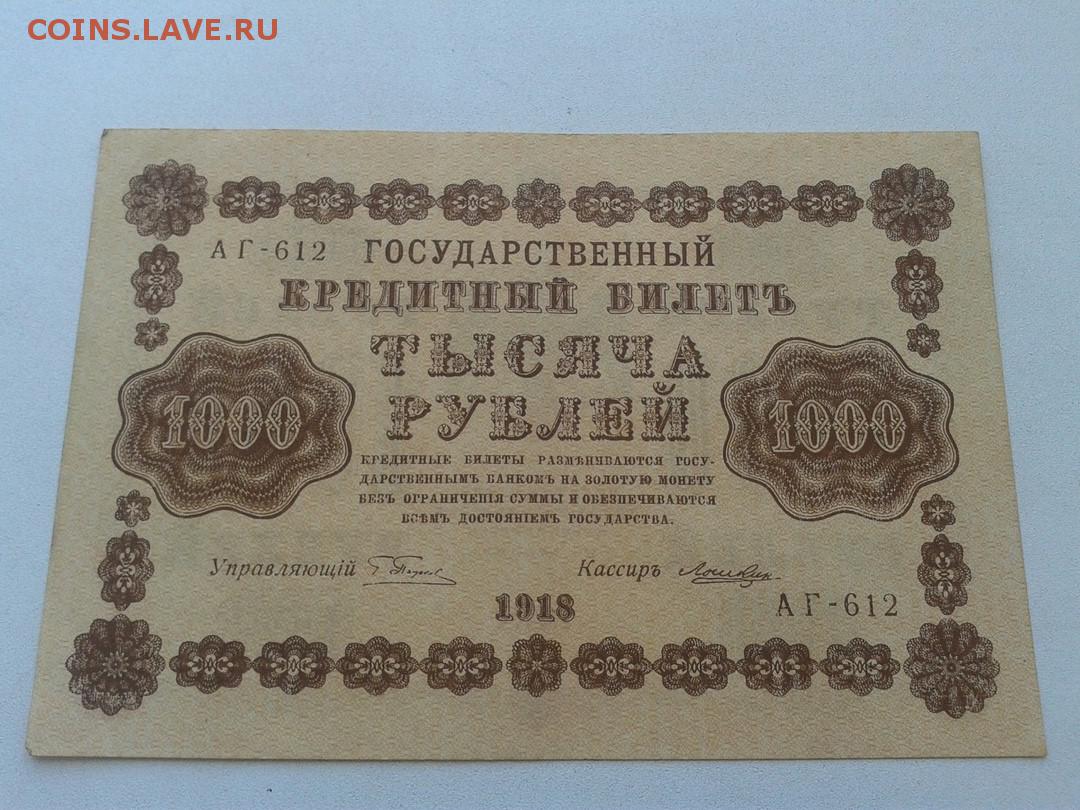 COINS.LAVE.RU
АГ-612 ГОСУДАРСТВЕННЫЙ
КРЕДИТНЫЙ БИЛЕТЪ
ТЫСЯЧА
РУБЛЕЙ
1000 1000
КРЕДИТНЫЕ БИЛЕТЫ РАЗМѢНИВАЮТСЯ ГОСУ-
ДАРСТВЕННЫМЪ БАНКОМЪ НА ЗОЛОТУЮ МОНЕТУ
БЕЗЪ ОГРАНИЧЕНІЯ СУММЫ И ОБЕЗПЕЧИВАЮТСЯ
ВСѢМЪ ДОСТОЯНІЕМЪ ГОСУДАРСТВА.
Управляющій Кассиръ
1918 АГ-612